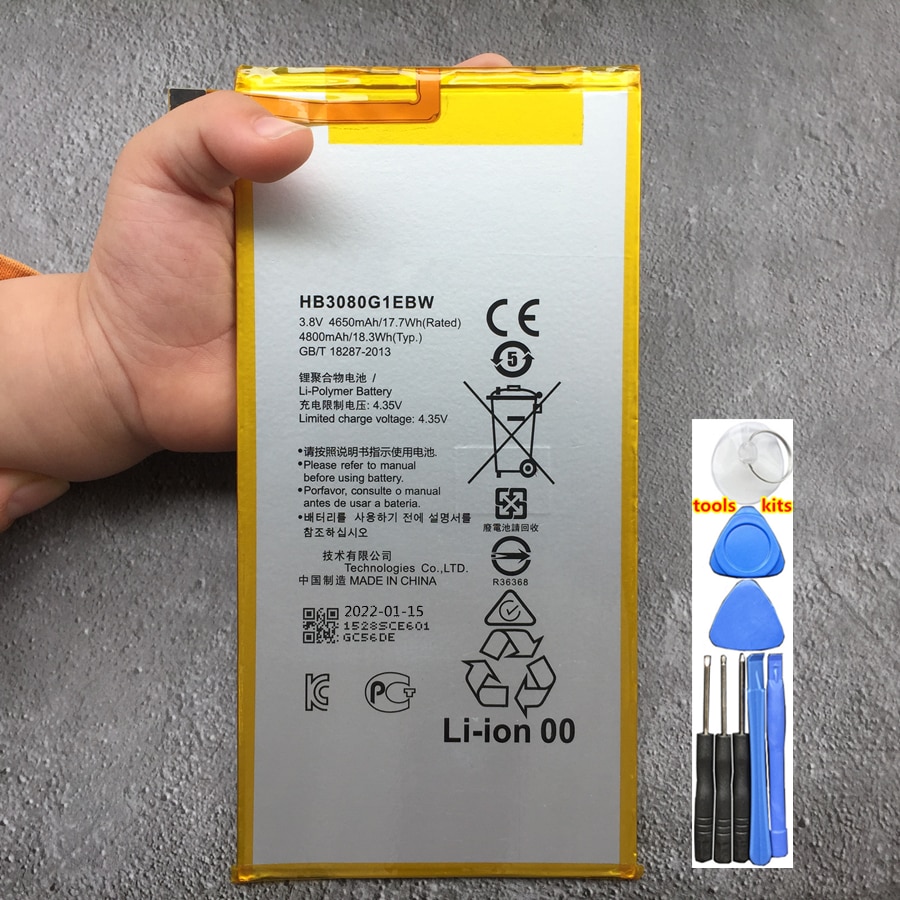 HB3080G1EBW
3.8V 4650mAh/17.7Wh(Rated)
4800mAh/18.3Wh(Typ.)
GB/T 18287-2013
锂聚合物电池 /
Li-Polymer Battery
充电限制电压: 4.35V
Limited charge voltage: 4.35V
•请按照说明书指示使用电池.
•Please refer to manual
before using battery.
•Porfavor, consulte o manual
antes de usar a bateria.
•배터리를 사용하기 전에 설명서를
참조하십시오
技术有限公司
Technologies Co.,LTD.
中国制造 MADE IN CHINA
2022-01-15
1528SCE601
GC56DE
CE
5
廢電池請回收
R36368
Li-ion 00
tools kits